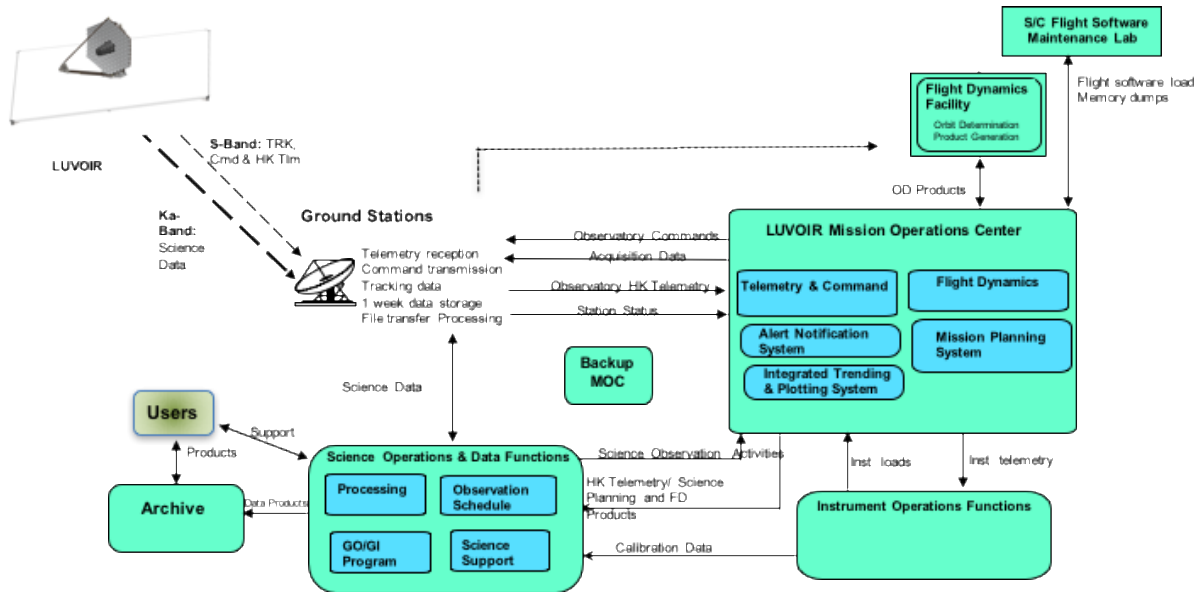 S/C Flight Software
Maintenance Lab
Flight software load
Memory dumps
Flight Dynamics
Facility
Orbit Determination
Product Generation
S-Band: TRK,
Cmd & HK Tlm
LUVOIR
OD Products
Ka-
Band:
Science
Data
Ground Stations
Telemetry reception
Command transmission
Tracking data
1 week data storage
File transfer Processing
Observatory Commands
Acquisition Data
Observatory HK Telemetry
Station Status
LUVOIR Mission Operations Center
Telemetry & Command
Flight Dynamics
Alert Notification
System
Mission Planning
System
Integrated Trending
& Plotting System
Backup
MOC
Science Data
Users
Support
Products
Archive
Data Products
Science Operations & Data Functions
Processing
Observation
Schedule
GO/GI
Program
Science
Support
Science Observation Activities
HK Telemetry/ Science
Planning and FD
Products
Calibration Data
Inst loads
Inst telemetry
Instrument Operations Functions